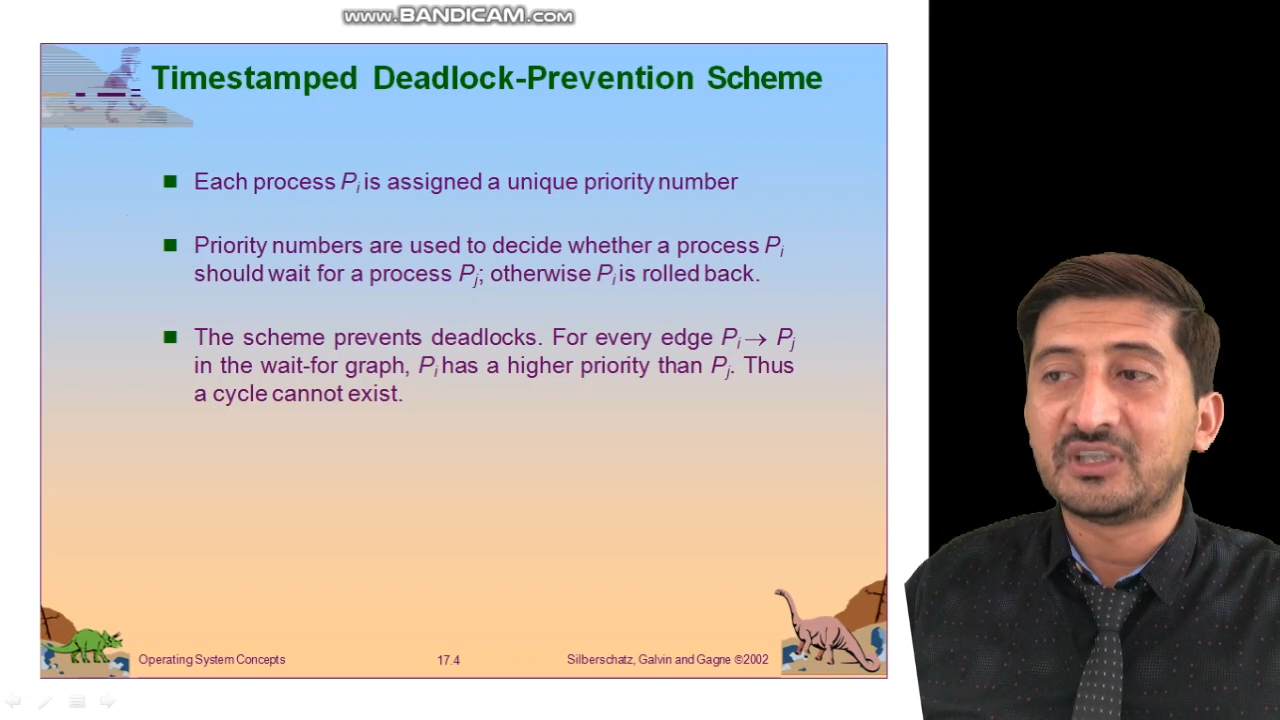 www.BANDICAM.com
Timestamped Deadlock-Prevention Scheme
Each process Pi is assigned a unique priority number
Priority numbers are used to decide whether a process Pi
should wait for a process Pj; otherwise Pi is rolled back.
The scheme prevents deadlocks. For every edge Pi → Pj
in the wait-for graph, Pi has a higher priority than Pj. Thus
a cycle cannot exist.
Operating System Concepts
17.4
Silberschatz, Galvin and Gagne ©2002